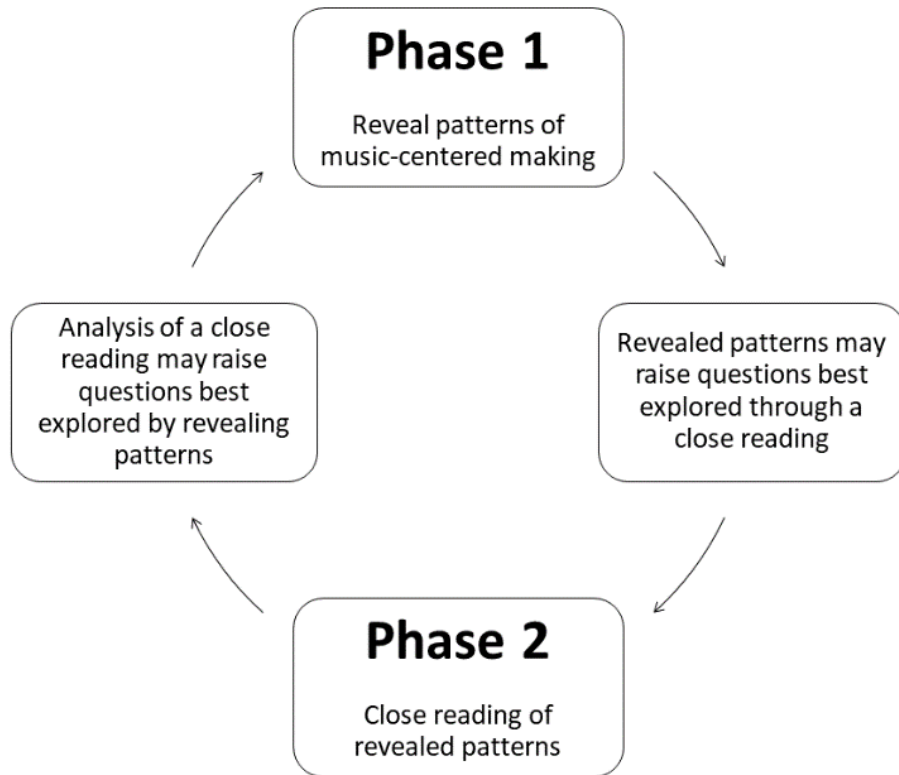 Phase 1
Reveal patterns of
music-centered making
Revealed patterns may
raise questions best
explored through a
close reading
Phase 2
Close reading of
revealed patterns
Analysis of a close
reading may raise
questions best
explored by revealing
patterns